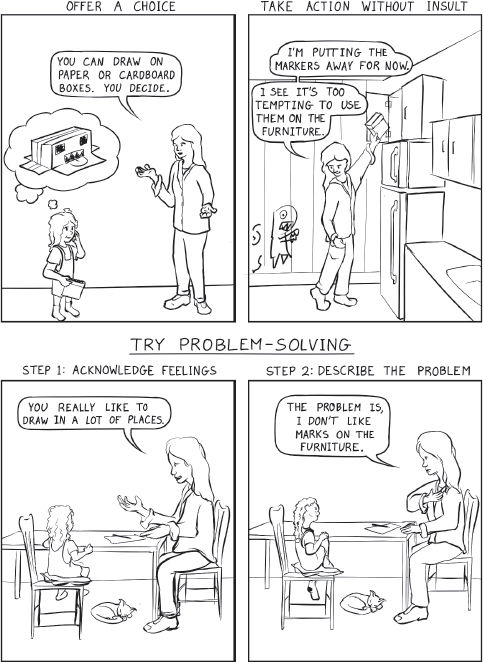 OFFER A CHOICE
YOU CAN DRAW ON
PAPER OR CARDBOARD
BOXES. YOU DECIDE.
TAKE ACTION WITHOUT INSULT
I'M PUTTING THE
MARKERS AWAY FOR NOW.
I SEE IT'S TOO
TEMPTING TO USE
THEM ON THE
FURNITURE.
TRY PROBLEM-SOLVING
STEP 1: ACKNOWLEDGE FEELINGS
YOU REALLY LIKE TO
DRAW IN A LOT OF PLACES.
STEP 2: DESCRIBE THE PROBLEM
THE PROBLEM IS,
I DON'T LIKE
MARKS ON THE
FURNITURE.